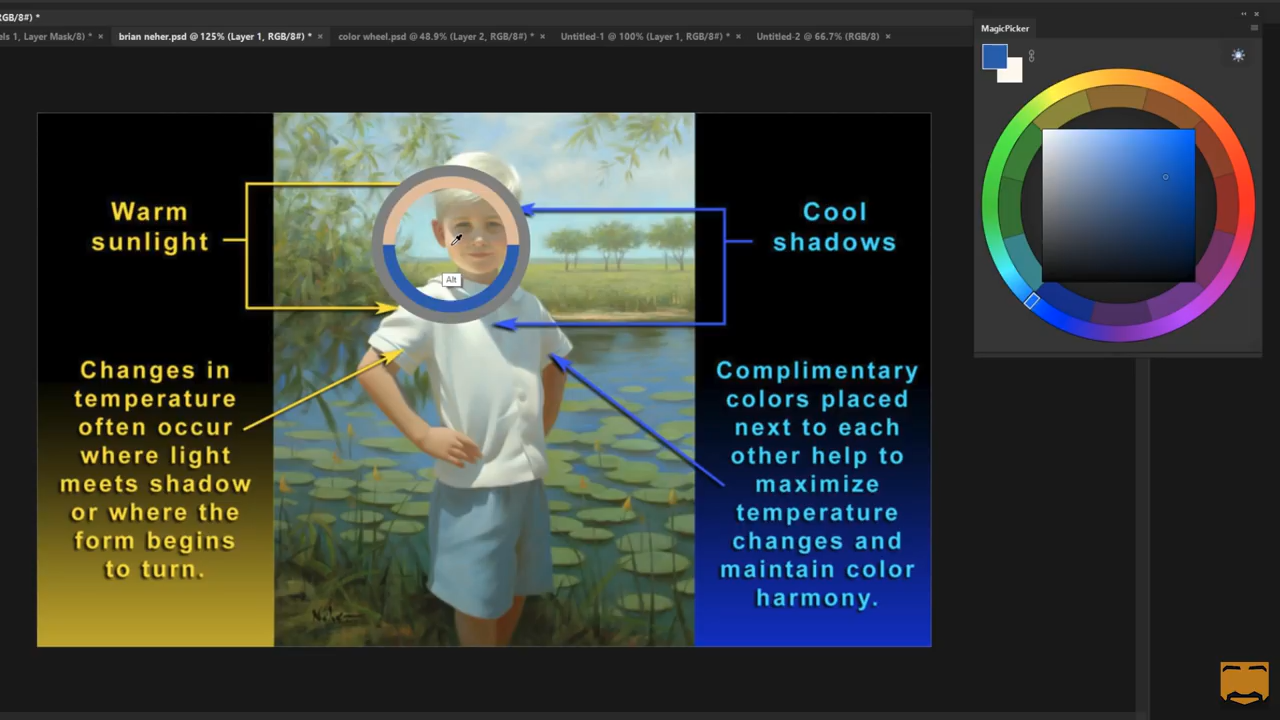 RGB/8#) *
els 1, Layer Mask/8) * ×
brian neher.psd @ 125% (Layer 1, RGB/8#) * ×
color wheel.psd @ 48.9% (Layer 2, RGB/8#) * ×
Untitled-1 @ 100% (Layer 1, RGB/8#) * ×
Untitled-2 @ 66.7% (RGB/8) ×
MagicPicker
Warm
sunlight
Changes in
temperature
often occur
where light
meets shadow
or where the
form begins
to turn.
Alt
Cool
shadows
Complimentary
colors placed
next to each
other help to
maximize
temperature
changes and
maintain color
harmony.